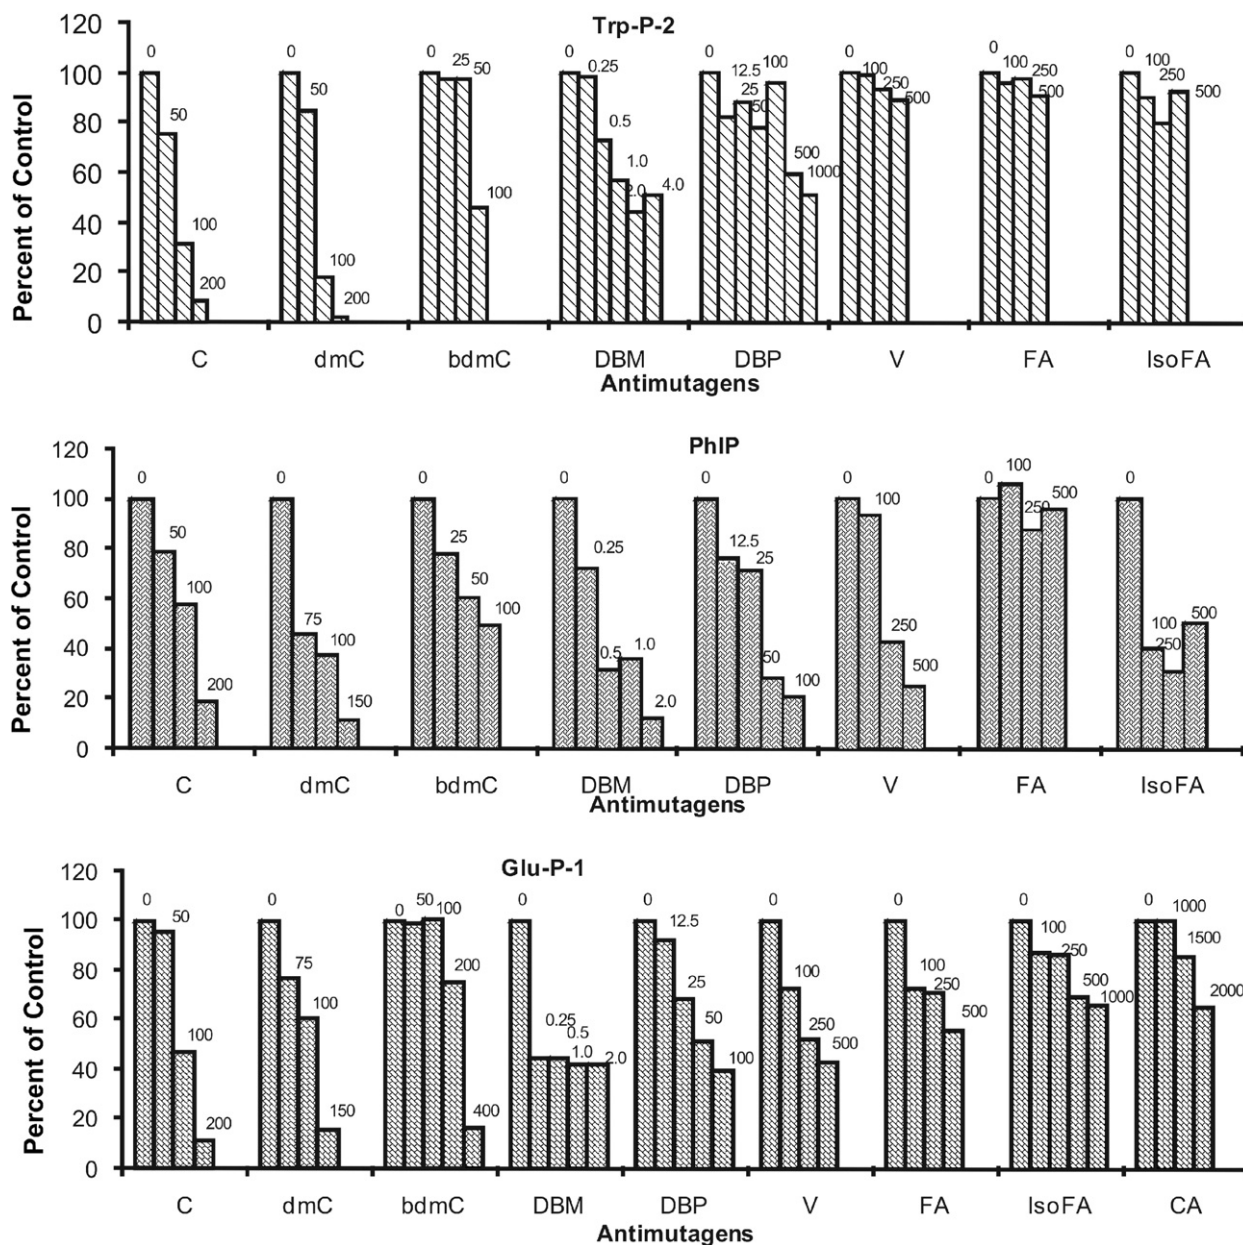 Trp-P-2
Percent of Control
120
100
80
60
40
20
0
0 50 100 200
0 50 100 200
0 25 50 100
0 0.25 0.5 1.0 2.0 4.0
0 12.5 25 50 100 500 1000
0 100 250 500
0 100 250 500
0 100 250 500
C dmC bdmC DBM DBP V FA IsoFA
Antimutagens
PhIP
Percent of Control
120
100
80
60
40
20
0
0 50 100 200
0 75 100 150
0 25 50 100
0 0.25 0.5 1.0 2.0
0 12.5 25 50 100
0 100 250 500
0 100 250 500
0 100 250 500
C dmC bdmC DBM DBP V FA IsoFA
Antimutagens
Glu-P-1
Percent of Control
120
100
80
60
40
20
0
0 50 100 200
0 75 100 150
0 50 100 200 400
0 0.25 0.5 1.0 2.0
0 12.5 25 50 100
0 100 250 500
0 100 250 500
0 100 250 500 1000
0 1000 1500 2000
C dmC bdmC DBM DBP V FA IsoFA CA
Antimutagens